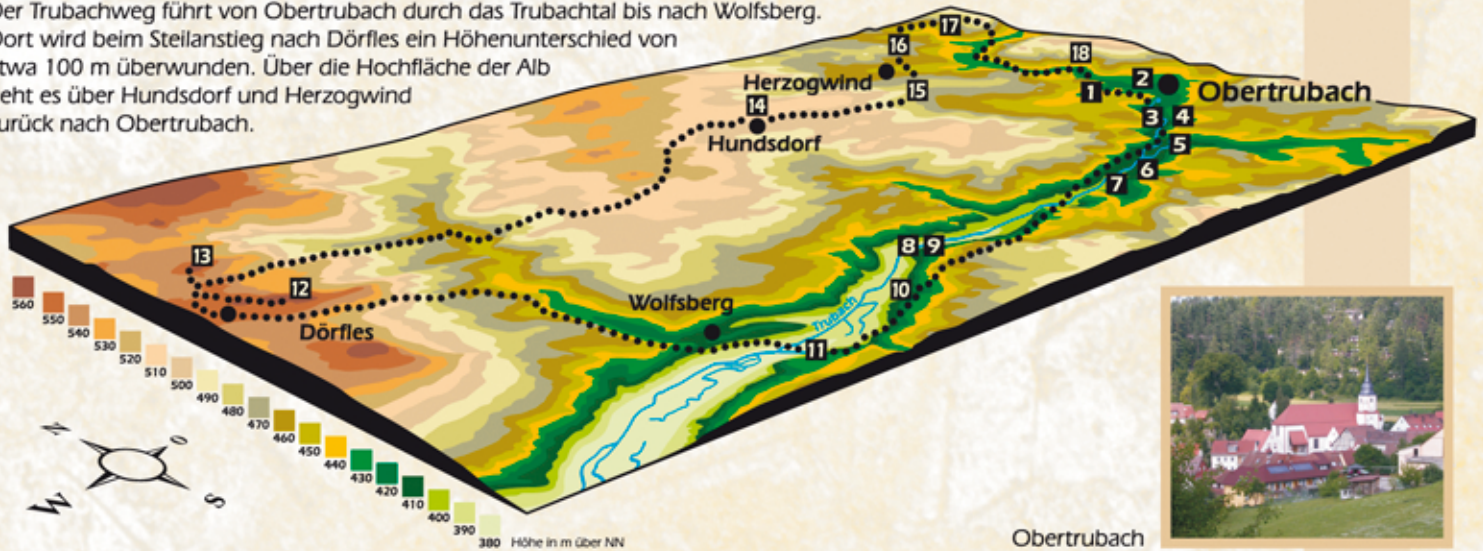 Der Trubachweg führt von Obertrubach durch das Trubachtal bis nach Wolfsberg.
Dort wird beim Steilanstieg nach Dörfles ein Höhenunterschied von
etwa 100 m überwunden. Über die Hochfläche der Alb
geht es über Hundsdorf und Herzogwind
zurück nach Obertrubach.
17
16
18
Herzogwind
2
Obertrubach
15
1
14
3
4
Hundsdorf
5
6
7
8
9
13
12
10
Wolfsberg
Trubach
Dörfles
11
560
550
540
530
520
510
500
490
480
470
460
450
440
430
420
410
400
390
380 Höhe in m über NN
N
O
W
S
Obertrubach